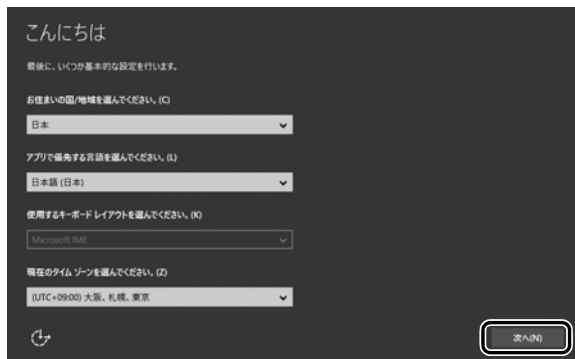 こんにちは
最後に、いくつか基本的な設定を行います。
お住まいの国/地域を選んでください。(C)
日本
アプリで優先する言語を選んでください。(L)
日本語 (日本)
使用するキーボード レイアウトを選んでください。(K)
Microsoft IME
現在のタイム ゾーンを選んでください。(Z)
(UTC+09:00) 大阪、札幌、東京
次へ(N)